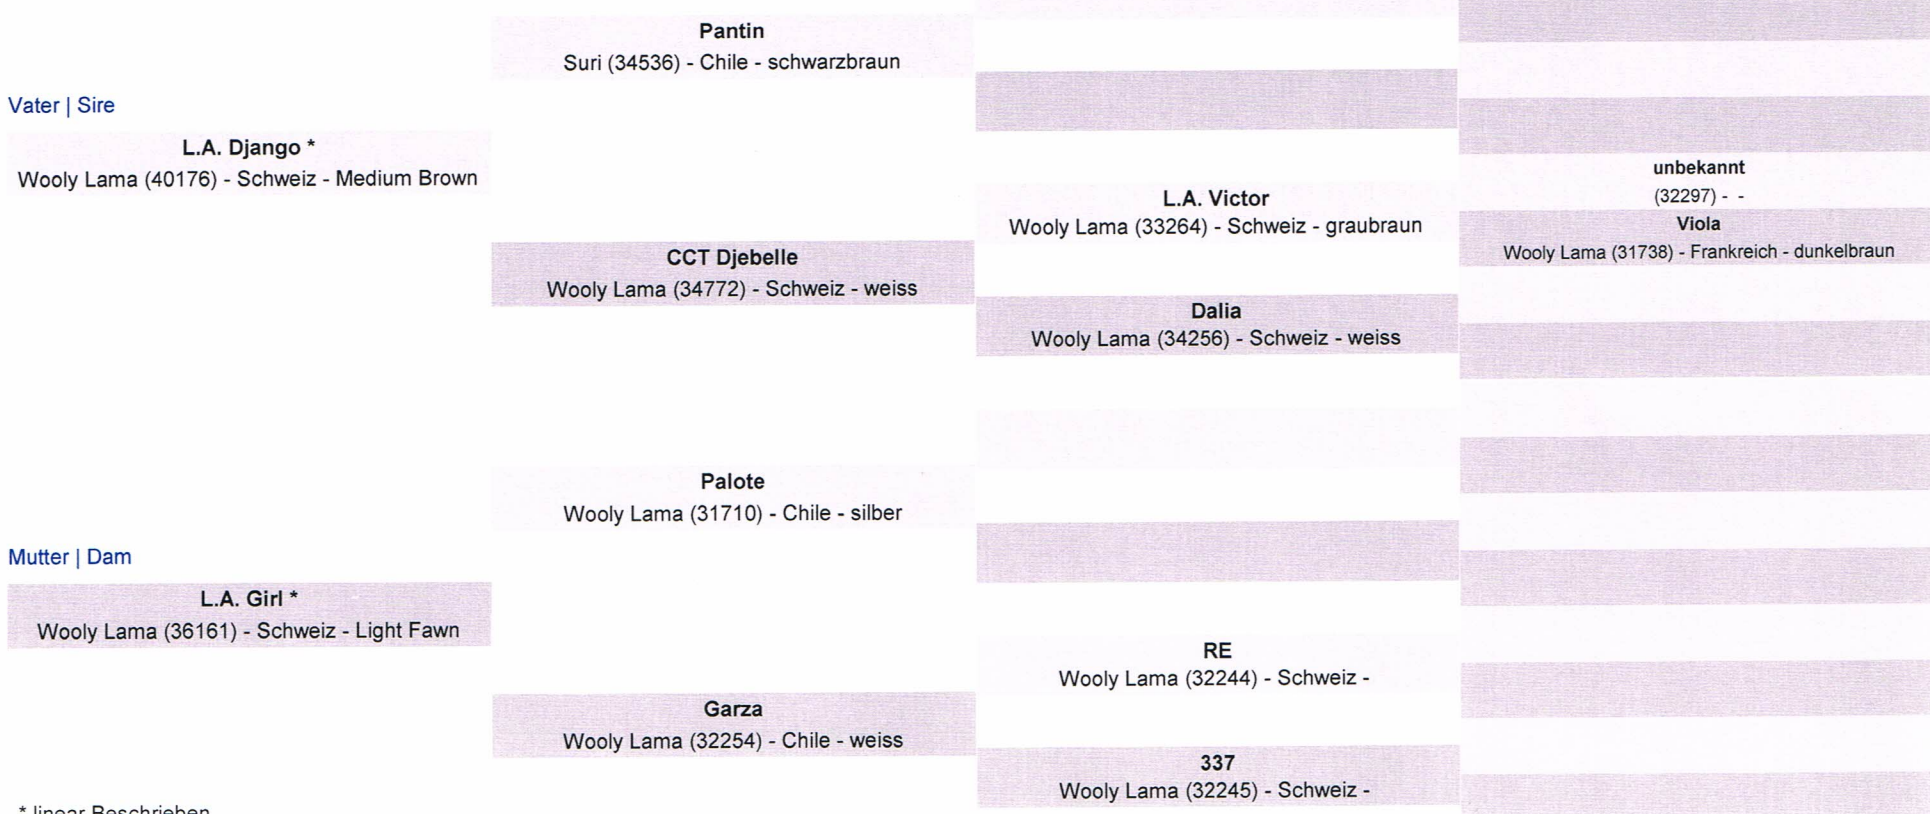 Pantin
Suri (34536) - Chile - schwarzbraun
Vater | Sire
L.A. Django *
Wooly Lama (40176) - Schweiz - Medium Brown
unbekannt
(32297) - -
L.A. Victor
Wooly Lama (33264) - Schweiz - graubraun
Viola
Wooly Lama (31738) - Frankreich - dunkelbraun
CCT Djebelle
Wooly Lama (34772) - Schweiz - weiss
Dalia
Wooly Lama (34256) - Schweiz - weiss
Palote
Wooly Lama (31710) - Chile - silber
Mutter | Dam
L.A. Girl *
Wooly Lama (36161) - Schweiz - Light Fawn
RE
Wooly Lama (32244) - Schweiz -
Garza
Wooly Lama (32254) - Chile - weiss
337
Wooly Lama (32245) - Schweiz -
* linear Beschrieben